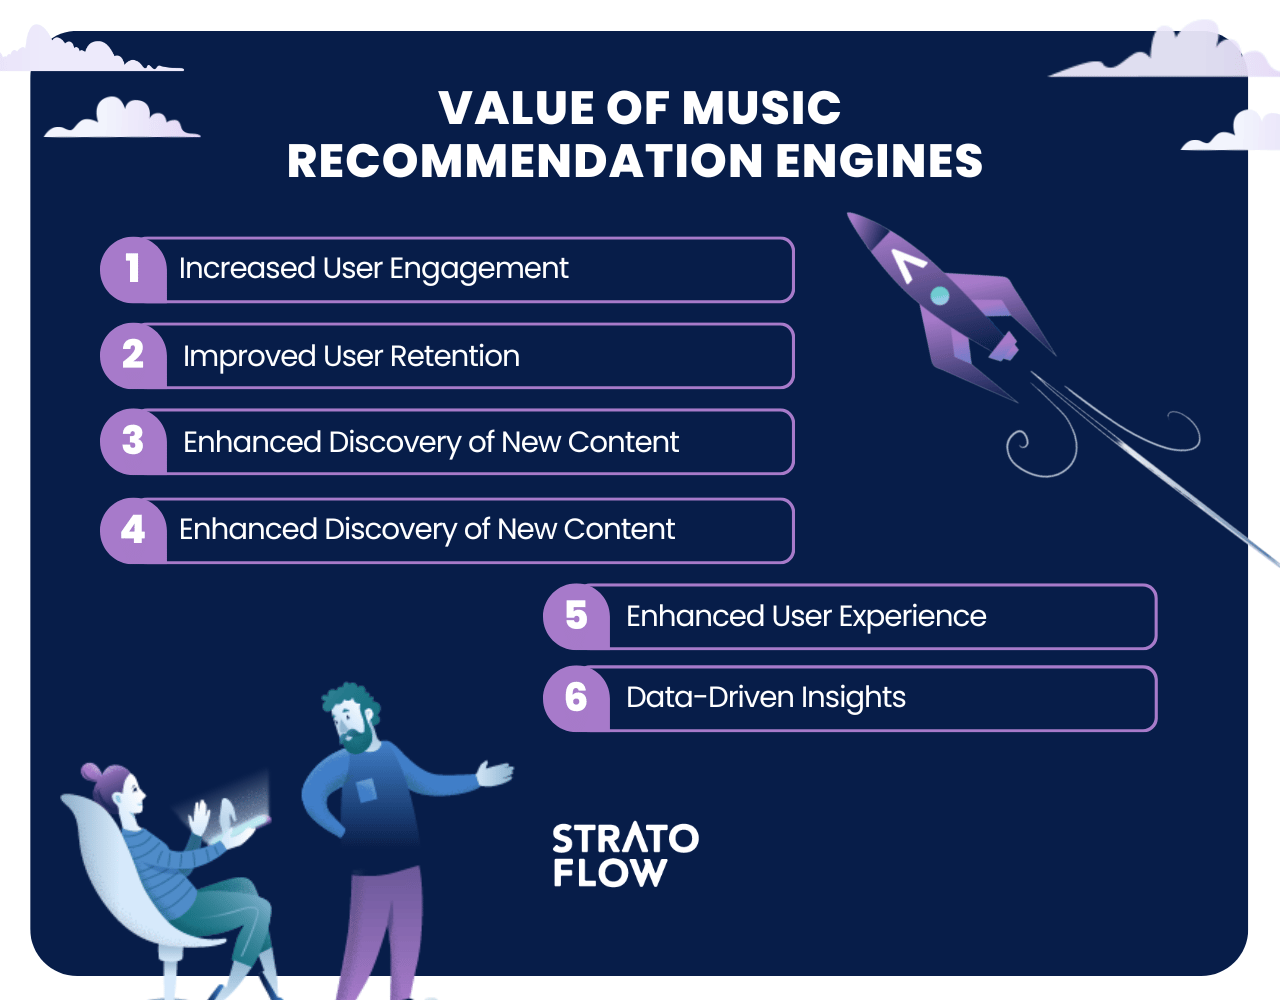 VALUE OF MUSIC
RECOMMENDATION ENGINES
1 Increased User Engagement
2 Improved User Retention
3 Enhanced Discovery of New Content
4 Enhanced Discovery of New Content
5 Enhanced User Experience
6 Data-Driven Insights
STRATO
FLOW